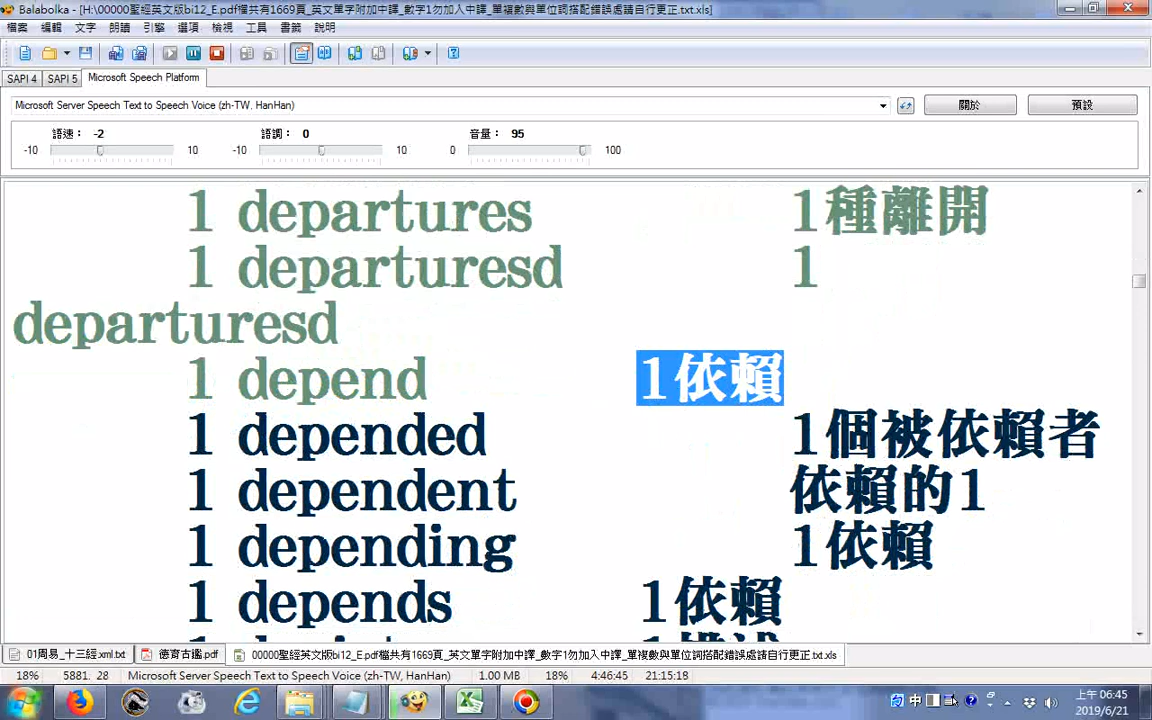 Balabolka - [H:\00000聖經英文版bi12_E.pdf檔共有1669頁_英文單字附加中譯_數字1勿加入中譯_單複數與單位詞搭配錯誤處請自行更正.txt.xls]
檔案 編輯 文字 朗讀 引擎 選項 檢視 工具 書籤 說明
SAPI 4 SAPI 5 Microsoft Speech Platform
Microsoft Server Speech Text to Speech Voice (zh-TW, HanHan) 關於 預設
語速： -2 語調： 0 音量： 95
-10 10 -10 10 0 100
1 departures 1種離開
1 departuresd 1
departuresd
1 depend 1依賴
1 depended 1個被依賴者
1 dependent 依賴的1
1 depending 1依賴
1 depends 1依賴
01周易_十三經.xml.txt 德育古鑑.pdf 00000聖經英文版bi12_E.pdf檔共有1669頁_英文單字附加中譯_數字1勿加入中譯_單複數與單位詞搭配錯誤處請自行更正.txt.xls
18% 5881. 28 Microsoft Server Speech Text to Speech Voice (zh-TW, HanHan) 1.00 MB 18% 4:46:45 21:15:18
中 上午 06:45
2019/6/21